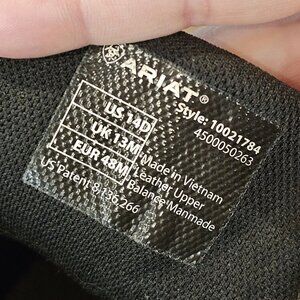 ARIAT®
Style: 10021784
4500050263
US 14D
UK 13M
EUR 48M
Made in Vietnam
Leather Upper
Balance Manmade
US Patent 8,136,266